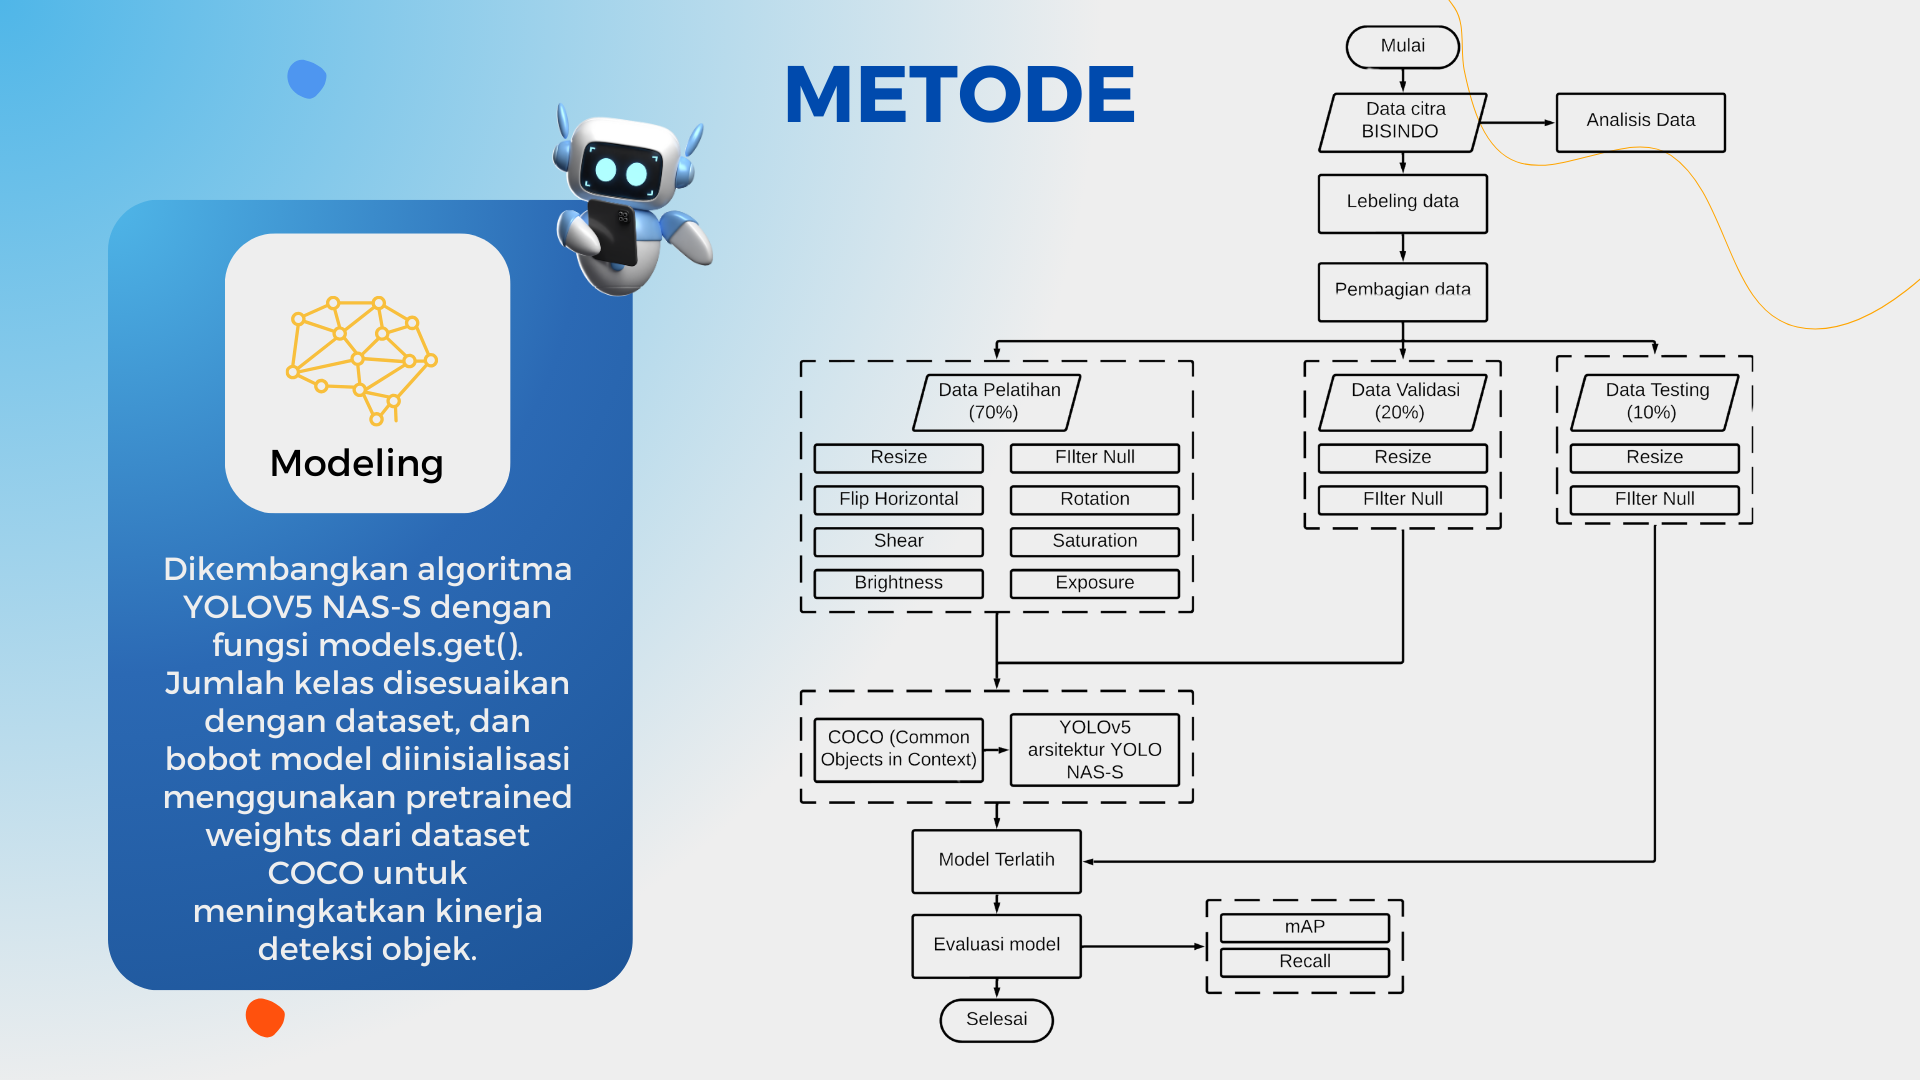 METODE
Modeling
Dikembangkan algoritma
YOLOV5 NAS-S dengan
fungsi models.get().
Jumlah kelas disesuaikan
dengan dataset, dan
bobot model diinisialisasi
menggunakan pretrained
weights dari dataset
COCO untuk
meningkatkan kinerja
deteksi objek.
Mulai
Data citra
BISINDO
Analisis Data
Lebeling data
Pembagian data
Data Pelatihan
(70%)
Resize
FIlter Null
Flip Horizontal
Rotation
Shear
Saturation
Brightness
Exposure
Data Validasi
(20%)
Resize
FIlter Null
Data Testing
(10%)
Resize
FIlter Null
COCO (Common
Objects in Context)
YOLOv5
arsitektur YOLO
NAS-S
Model Terlatih
Evaluasi model
mAP
Recall
Selesai